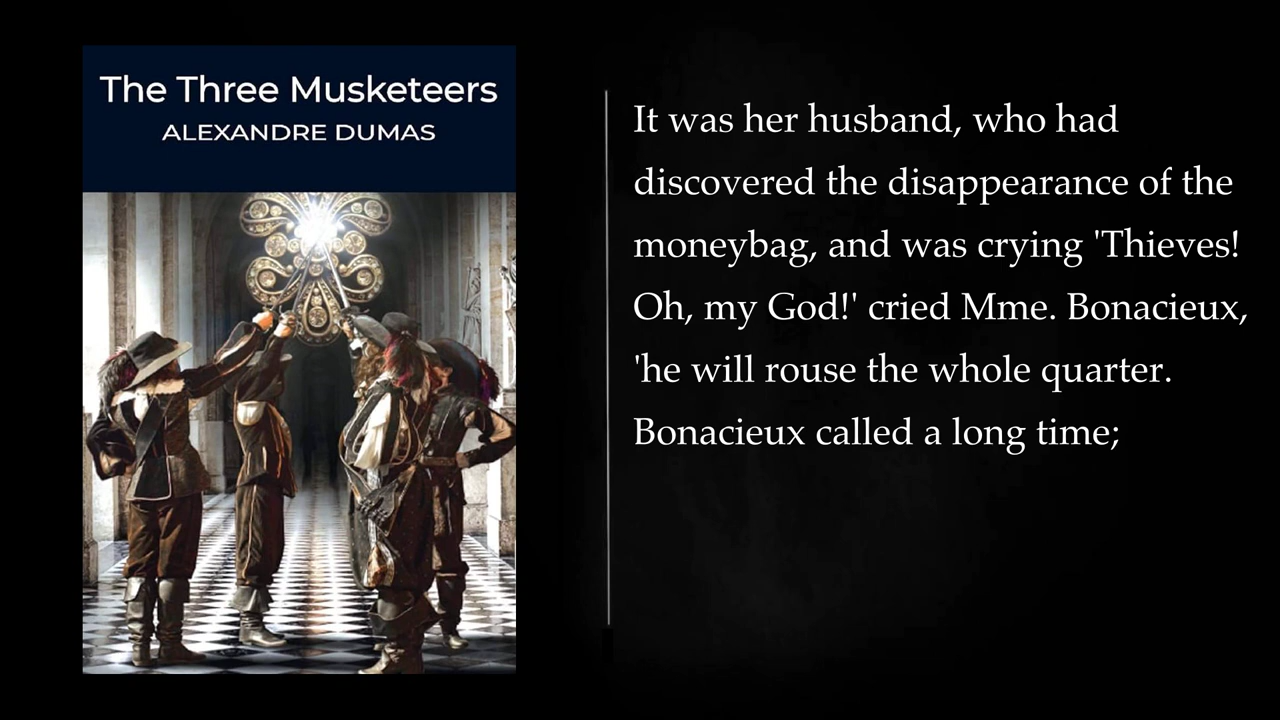 The Three Musketeers
ALEXANDRE DUMAS
It was her husband, who had
discovered the disappearance of the
moneybag, and was crying 'Thieves!
Oh, my God!' cried Mme. Bonacieux,
'he will rouse the whole quarter.
Bonacieux called a long time;